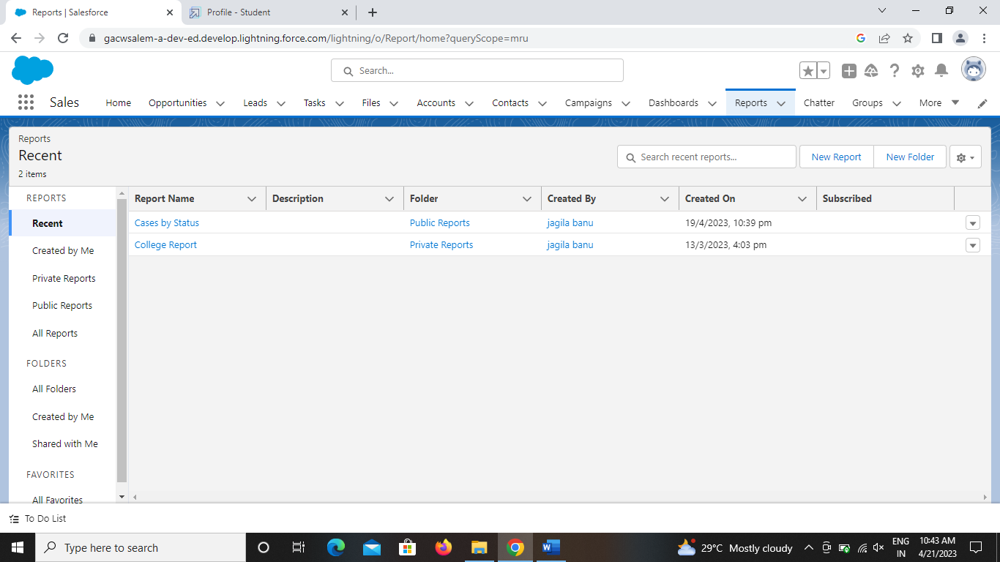 Reports | Salesforce
Profile - Student
gacwsalem-a-dev-ed.develop.lightning.force.com/lightning/o/Report/home?queryScope=mru
Search...
Sales Home Opportunities Leads Tasks Files Accounts Contacts Campaigns Dashboards Reports Chatter Groups More
Reports
Recent
2 items
Search recent reports...
New Report
New Folder
REPORTS
Recent
Created by Me
Private Reports
Public Reports
All Reports
FOLDERS
All Folders
Created by Me
Shared with Me
FAVORITES
All Favorites
Report Name Description Folder Created By Created On Subscribed
Cases by Status Public Reports jagila banu 19/4/2023, 10:39 pm
College Report Private Reports jagila banu 13/3/2023, 4:03 pm
To Do List
Type here to search
29°C Mostly cloudy
ENG
IN
10:43 AM
4/21/2023